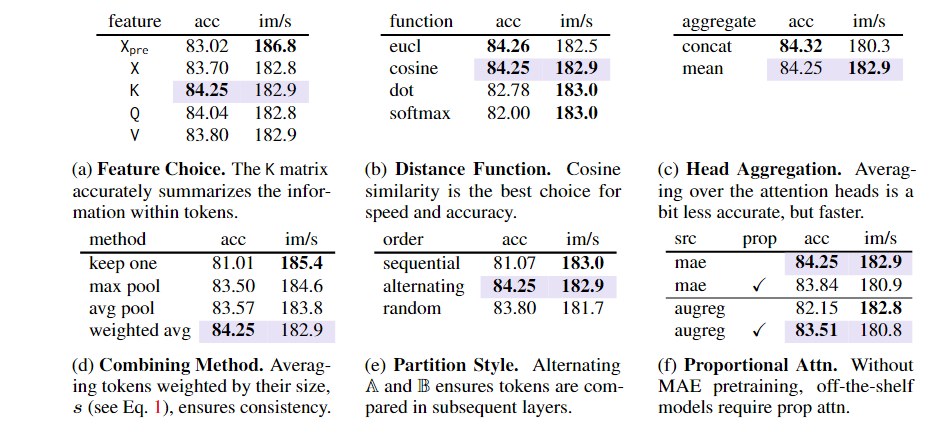 feature acc im/s
X_pre 83.02 186.8
X 83.70 182.8
K 84.25 182.9
Q 84.04 182.8
V 83.80 182.9
(a) Feature Choice. The K matrix
accurately summarizes the infor-
mation within tokens.
function acc im/s
eucl 84.26 182.5
cosine 84.25 182.9
dot 82.78 183.0
softmax 82.00 183.0
(b) Distance Function. Cosine
similarity is the best choice for
speed and accuracy.
aggregate acc im/s
concat 84.32 180.3
mean 84.25 182.9
(c) Head Aggregation. Averag-
ing over the attention heads is a
bit less accurate, but faster.
method acc im/s
keep one 81.01 185.4
max pool 83.50 184.6
avg pool 83.57 183.8
weighted avg 84.25 182.9
(d) Combining Method. Averag-
ing tokens weighted by their size,
s (see Eq. 1), ensures consistency.
order acc im/s
sequential 81.07 183.0
alternating 84.25 182.9
random 83.80 181.7
(e) Partition Style. Alternating
𝔸 and 𝔹 ensures tokens are com-
pared in subsequent layers.
src prop acc im/s
mae 84.25 182.9
mae ✓ 83.84 180.9
augreg 82.15 182.8
augreg ✓ 83.51 180.8
(f) Proportional Attn. Without
MAE pretraining, off-the-shelf
models require prop attn.